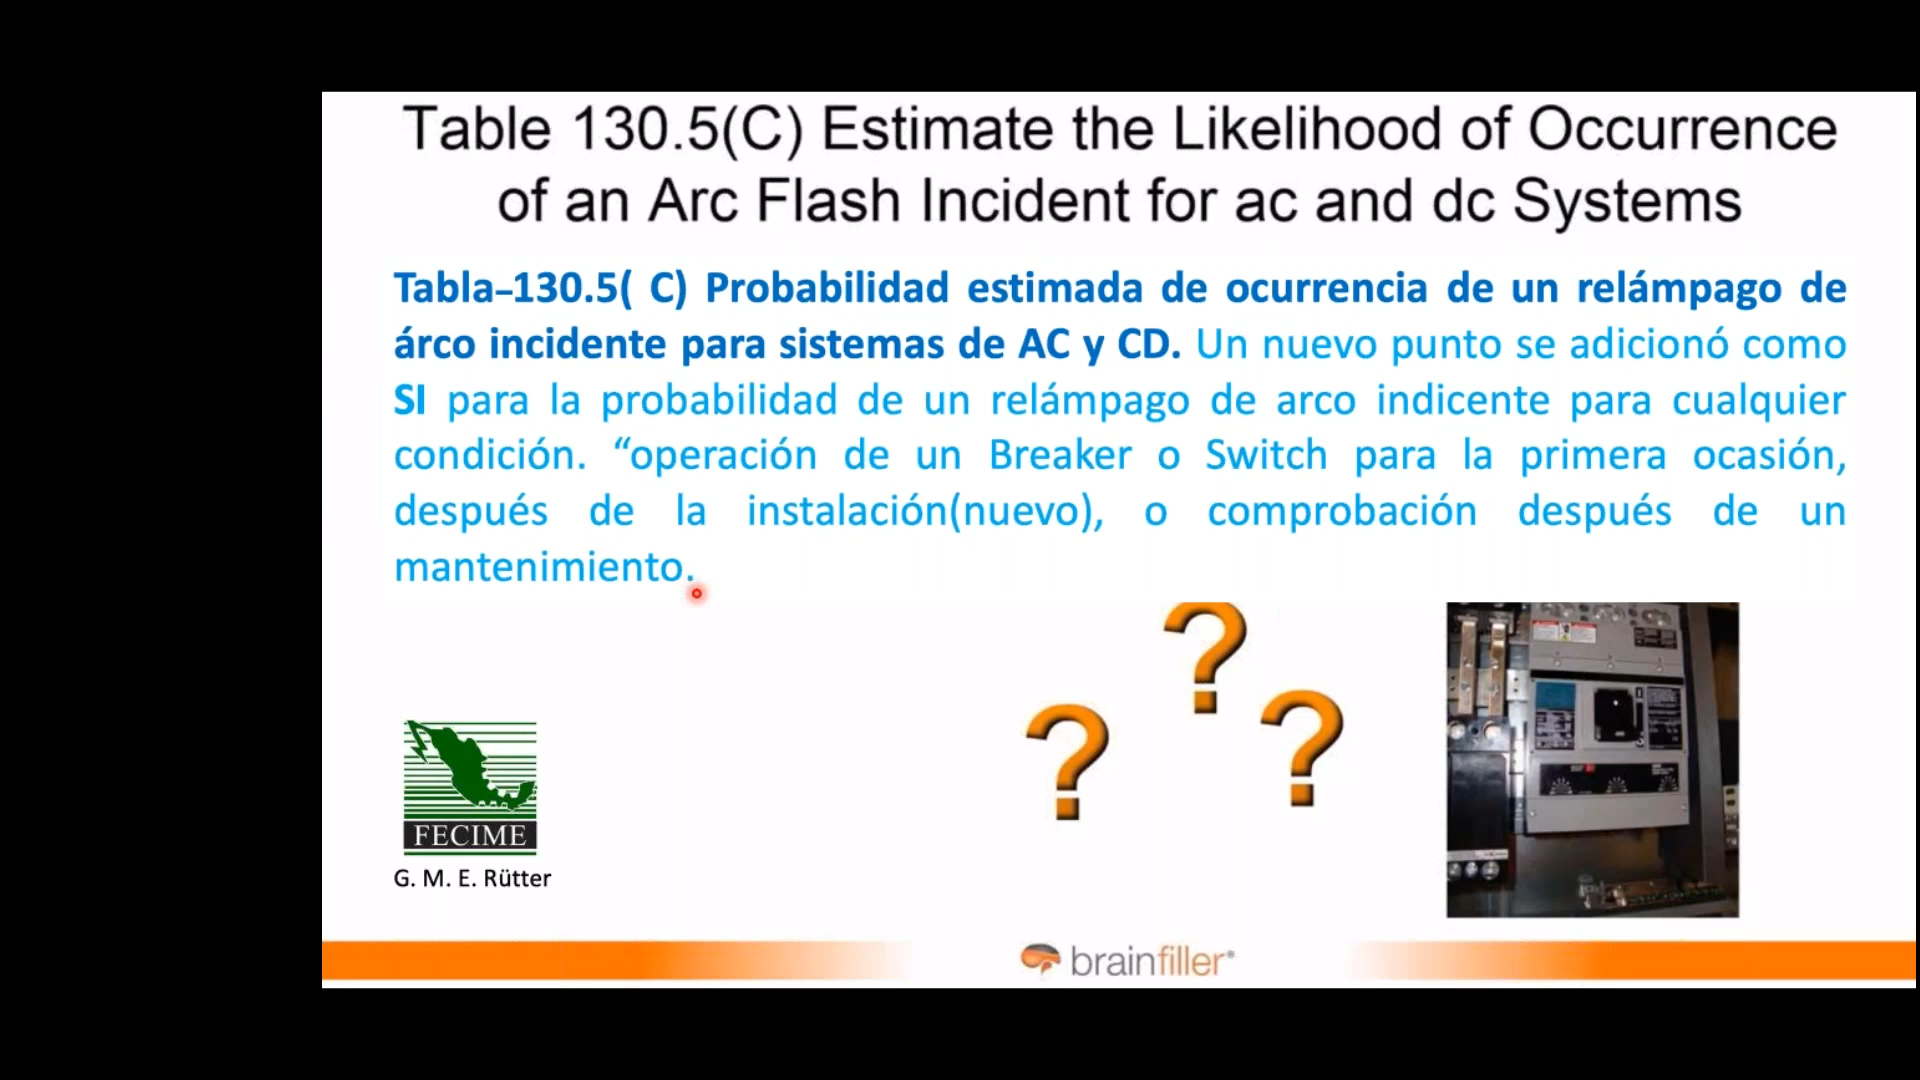 Table 130.5(C) Estimate the Likelihood of Occurrence
of an Arc Flash Incident for ac and dc Systems
Tabla–130.5( C) Probabilidad estimada de ocurrencia de un relámpago de
árco incidente para sistemas de AC y CD. Un nuevo punto se adicionó como
SI para la probabilidad de un relámpago de arco indicente para cualquier
condición. “operación de un Breaker o Switch para la primera ocasión,
después de la instalación(nuevo), o comprobación después de un
mantenimiento.
? ? ?
FECIME
G. M. E. Rütter
brainfiller®